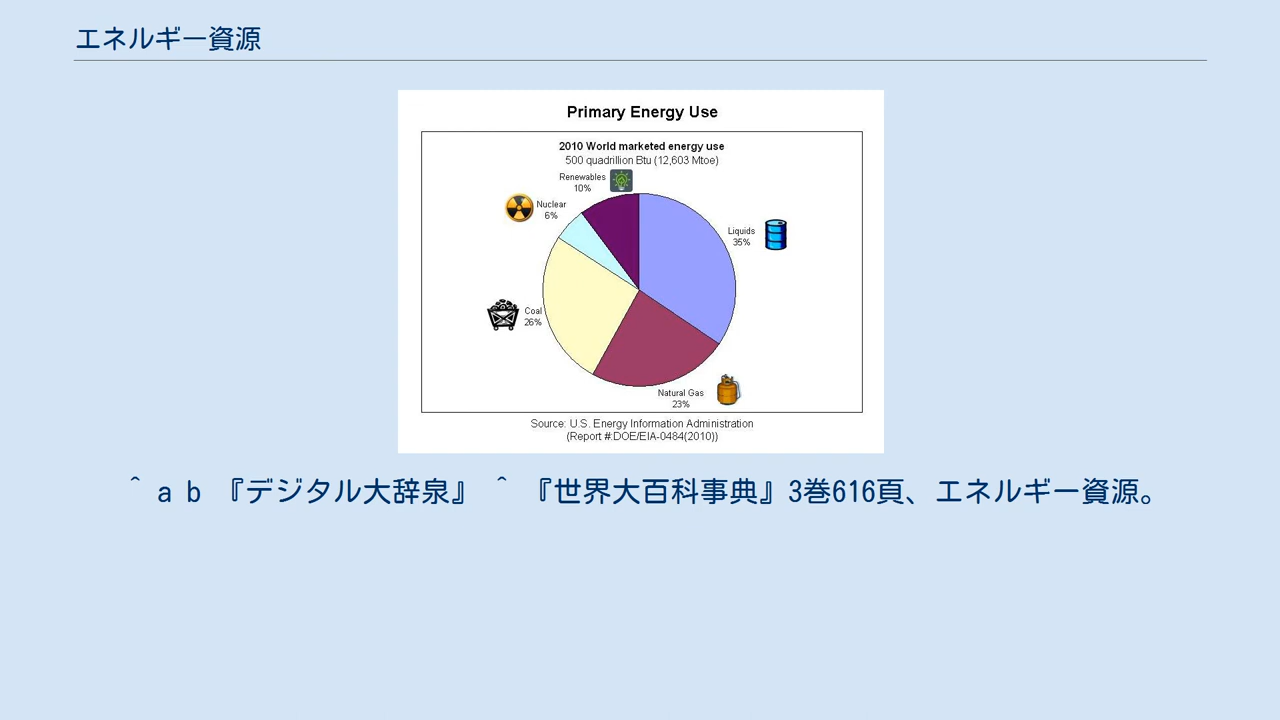 エネルギー資源
Primary Energy Use
2010 World marketed energy use
500 quadrillion Btu (12,603 Mtoe)
Renewables
10%
Nuclear
6%
Liquids
35%
Coal
26%
Natural Gas
23%
Source: U.S. Energy Information Administration
(Report #:DOE/EIA-0484(2010))
^ a b 『デジタル大辞泉』 ^ 『世界大百科事典』3巻616頁、エネルギー資源。